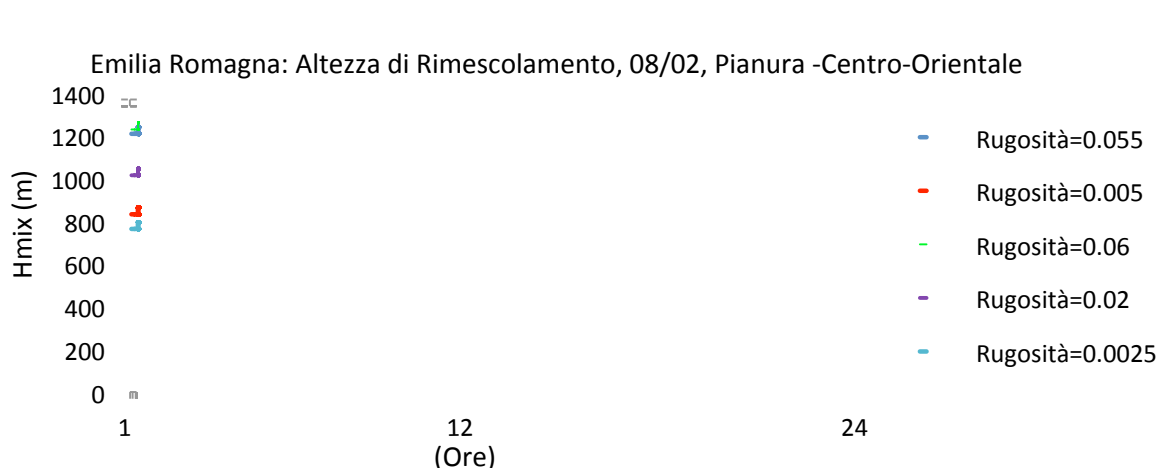 Emilia Romagna: Altezza di Rimescolamento, 08/02, Pianura -Centro-Orientale
1400
1200
1000
800
600
400
200
0
Hmix (m)
1
12
24
(Ore)
Rugosità=0.055
Rugosità=0.005
Rugosità=0.06
Rugosità=0.02
Rugosità=0.0025